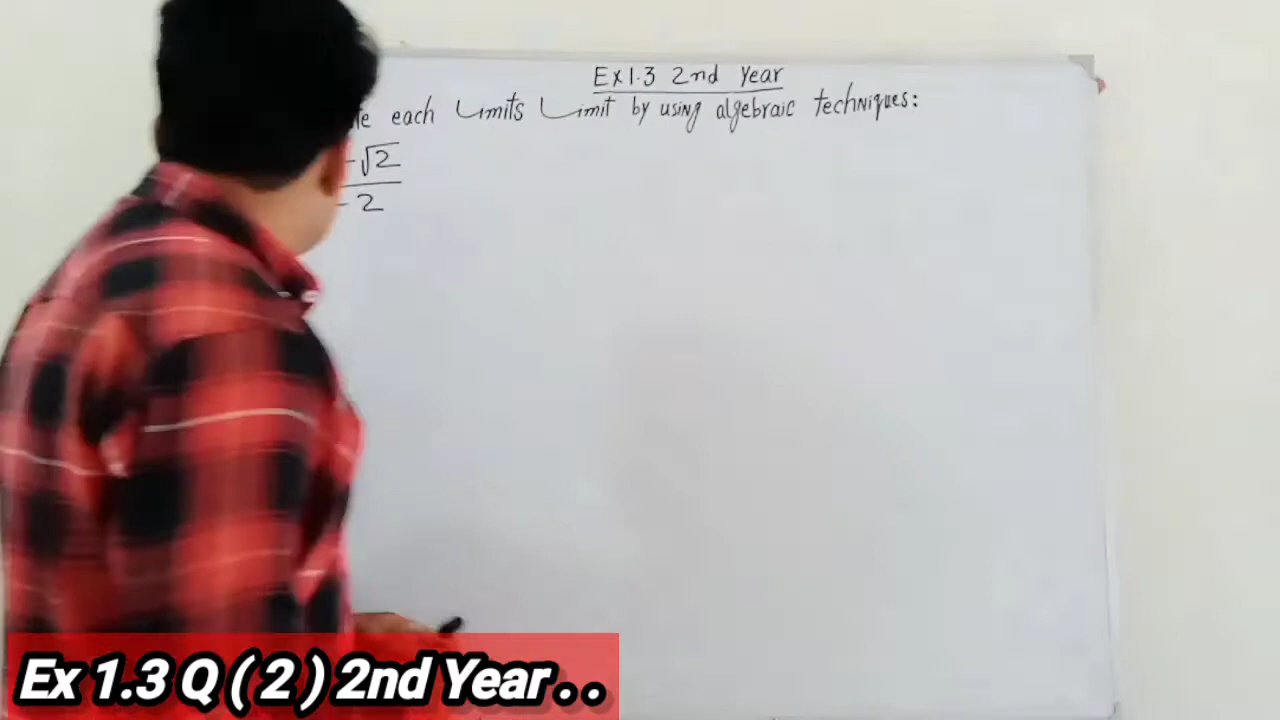 Ex1.3 2nd Year
each Limits Limit by using algebraic techniques:
-√2
- 2
Ex 1.3 Q ( 2 ) 2nd Year . .